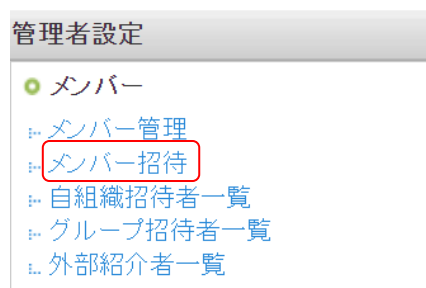 管理者設定
メンバー
メンバー管理
メンバー招待
自組織招待者一覧
グループ招待者一覧
外部紹介者一覧